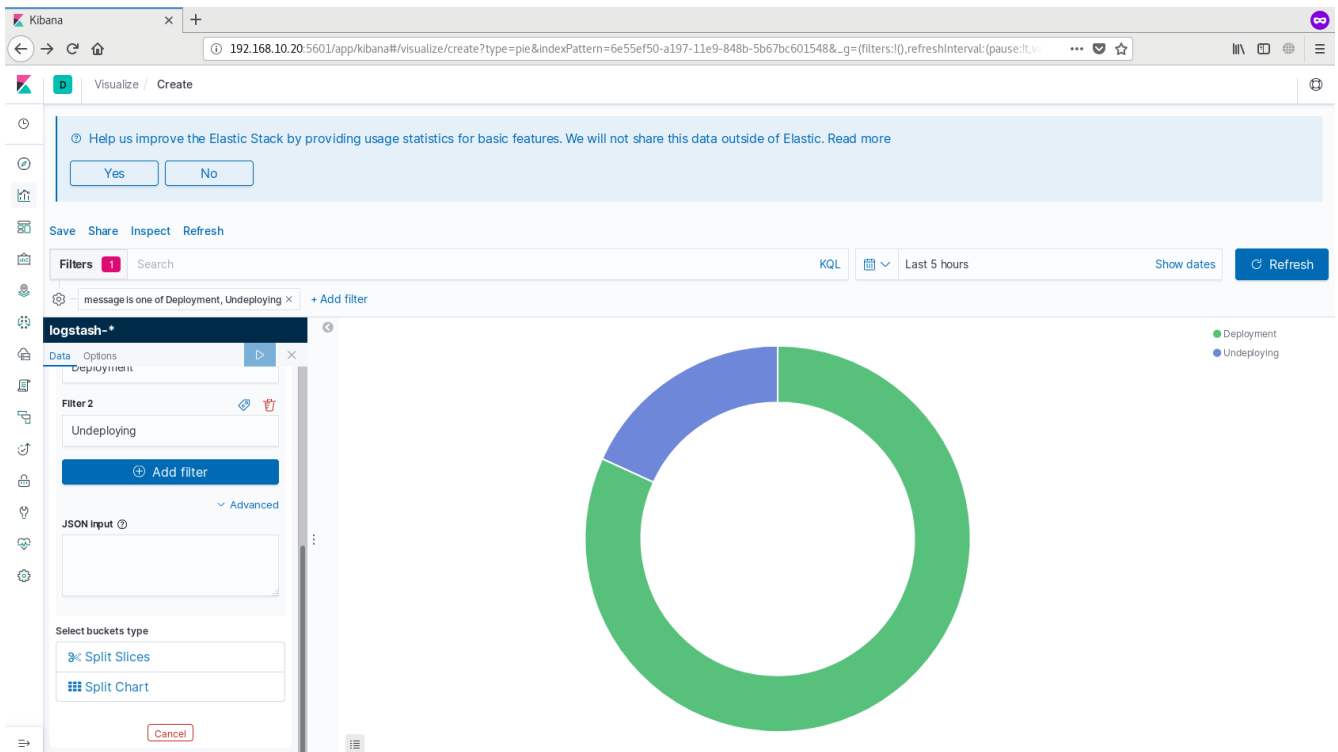 Kibana
192.168.10.20:5601/app/kibana#/visualize/create?type=pie&indexPattern=6e55ef50-a197-11e9-848b-5b67bc601548&_g=(filters:!(),refreshInterval:(pause:!t,
D Visualize / Create
Help us improve the Elastic Stack by providing usage statistics for basic features. We will not share this data outside of Elastic. Read more
Yes No
Save Share Inspect Refresh
Filters 1 Search KQL Last 5 hours Show dates Refresh
message is one of Deployment, Undeploying × + Add filter
logstash-*
Data Options
Deployment
Filter 2
Undeploying
Add filter
Advanced
JSON input
Select buckets type
Split Slices
Split Chart
Cancel
Deployment
Undeploying